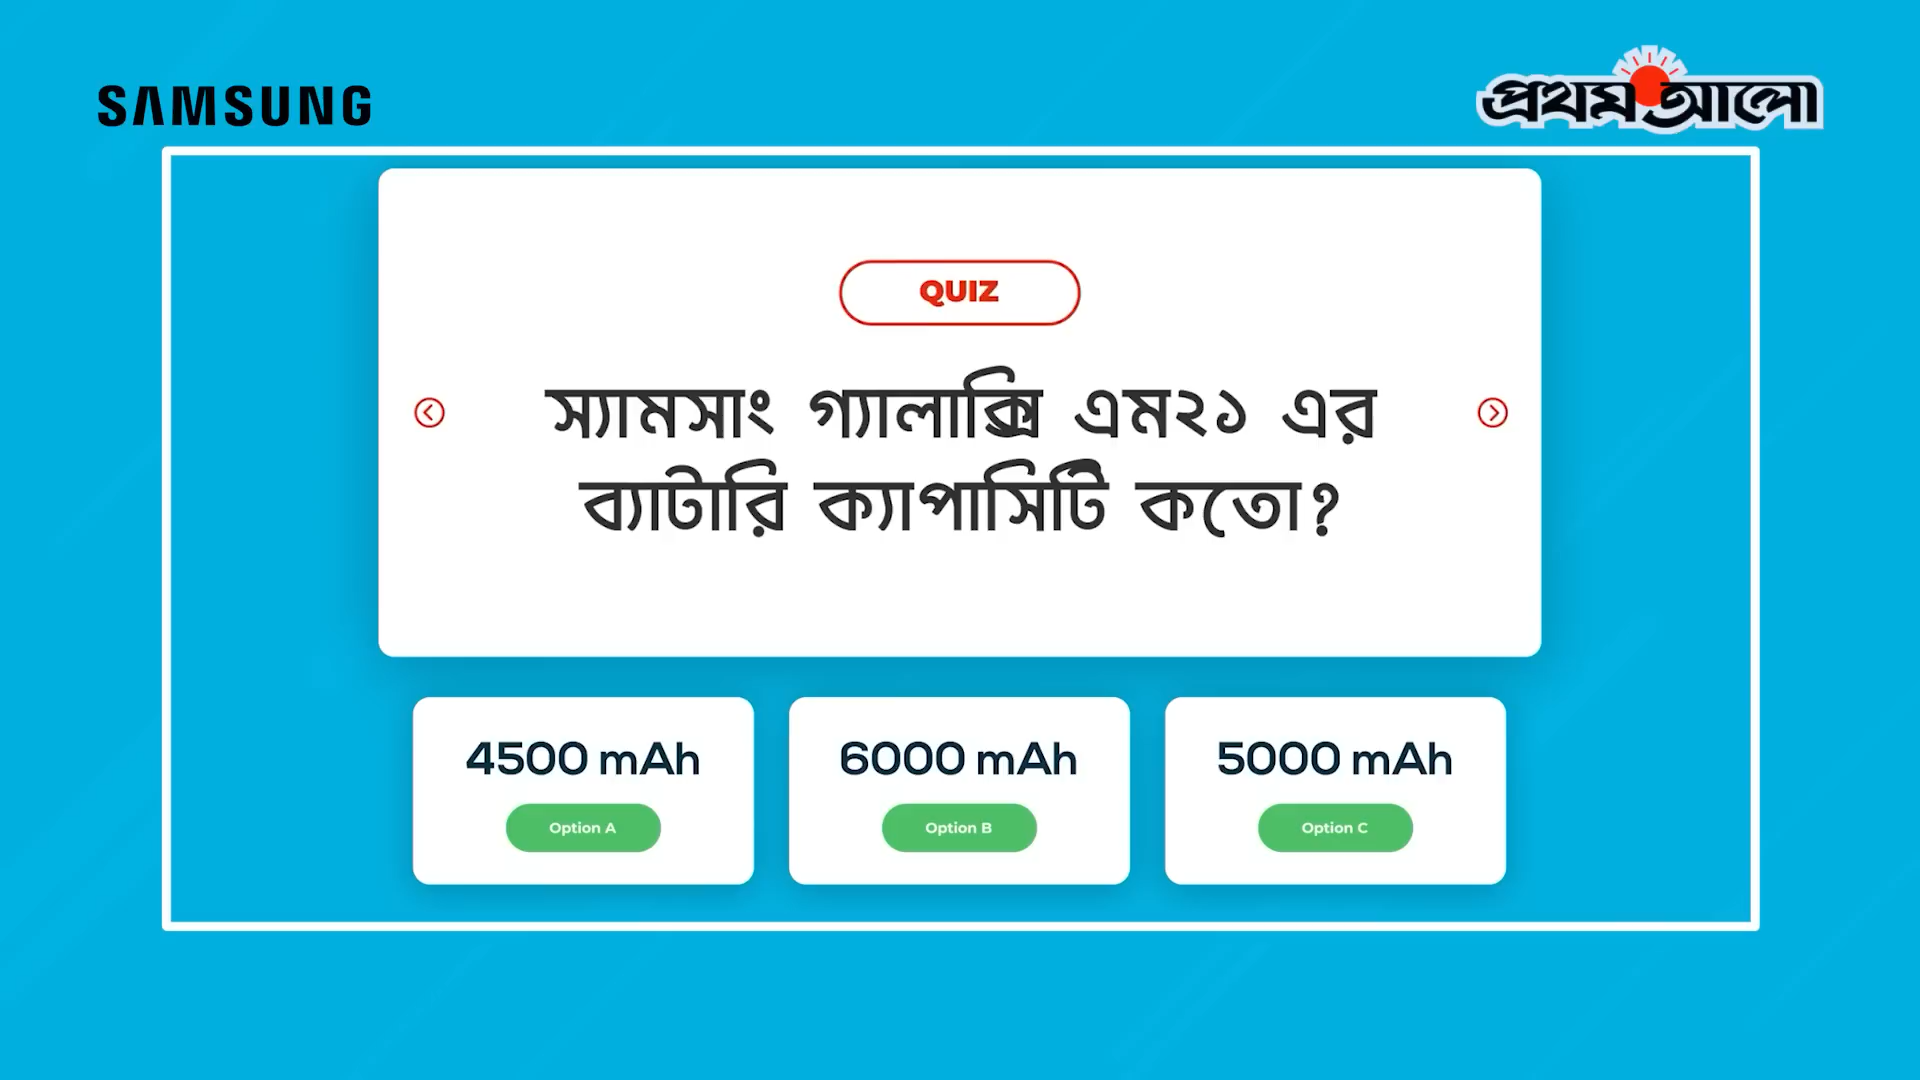 SAMSUNG
প্রথম আলো
QUIZ
স্যামসাং গ্যালাক্সি এম২১ এর
ব্যাটারি ক্যাপাসিটি কতো?
4500 mAh
6000 mAh
5000 mAh
Option A
Option B
Option C